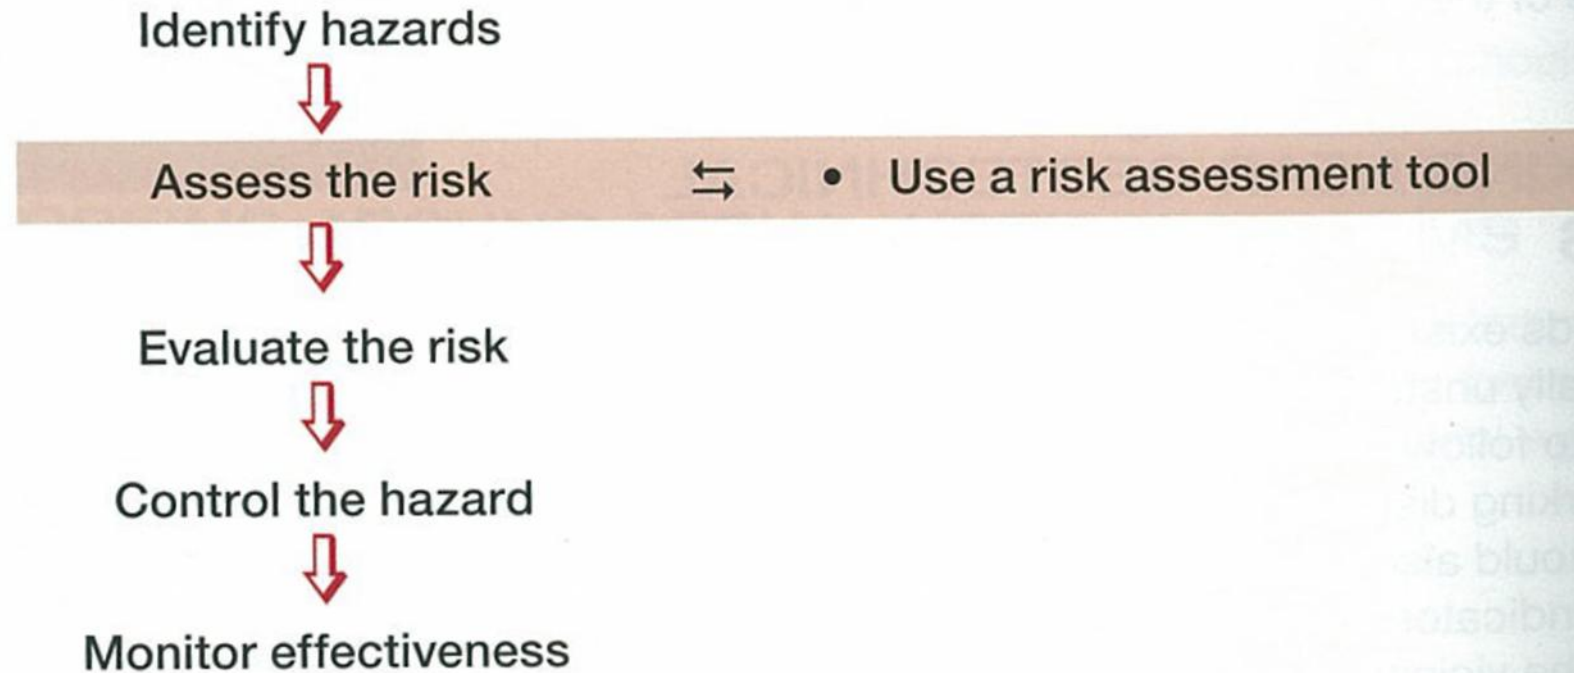 Identify hazards
Assess the risk ⇆ • Use a risk assessment tool
Evaluate the risk
Control the hazard
Monitor effectiveness